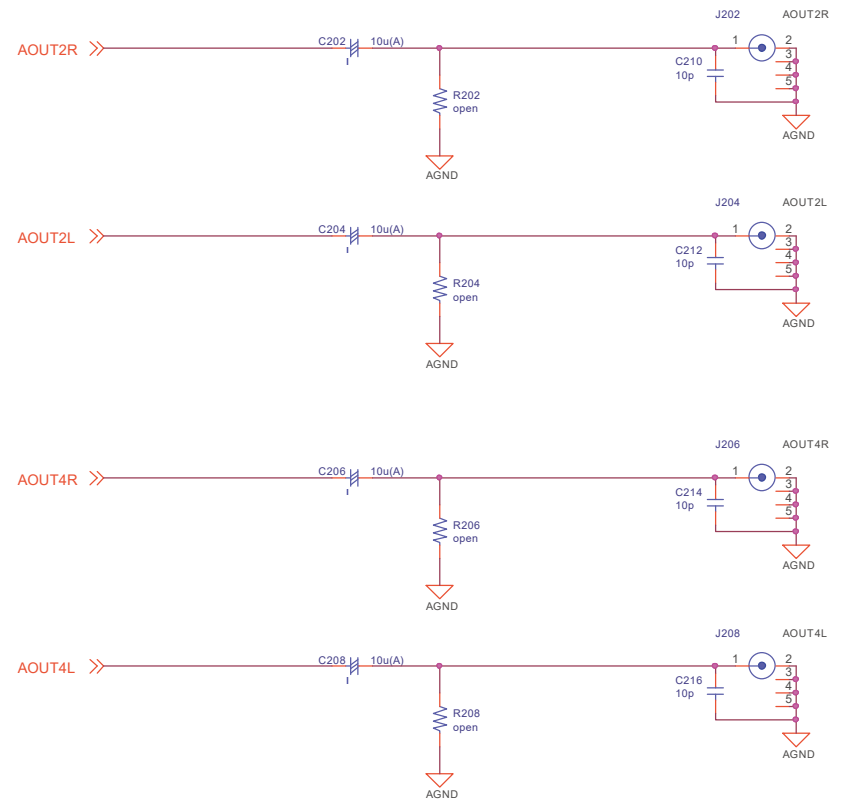 J202 AOUT2R
AOUT2R C202 10u(A) 1 2
3
C210 4
10p 5
R202
open
AGND
AGND
J204 AOUT2L
AOUT2L C204 10u(A) 1 2
3
C212 4
10p 5
R204
open
AGND
AGND
J206 AOUT4R
AOUT4R C206 10u(A) 1 2
3
C214 4
10p 5
R206
open
AGND
AGND
J208 AOUT4L
AOUT4L C208 10u(A) 1 2
3
C216 4
10p 5
R208
open
AGND
AGND